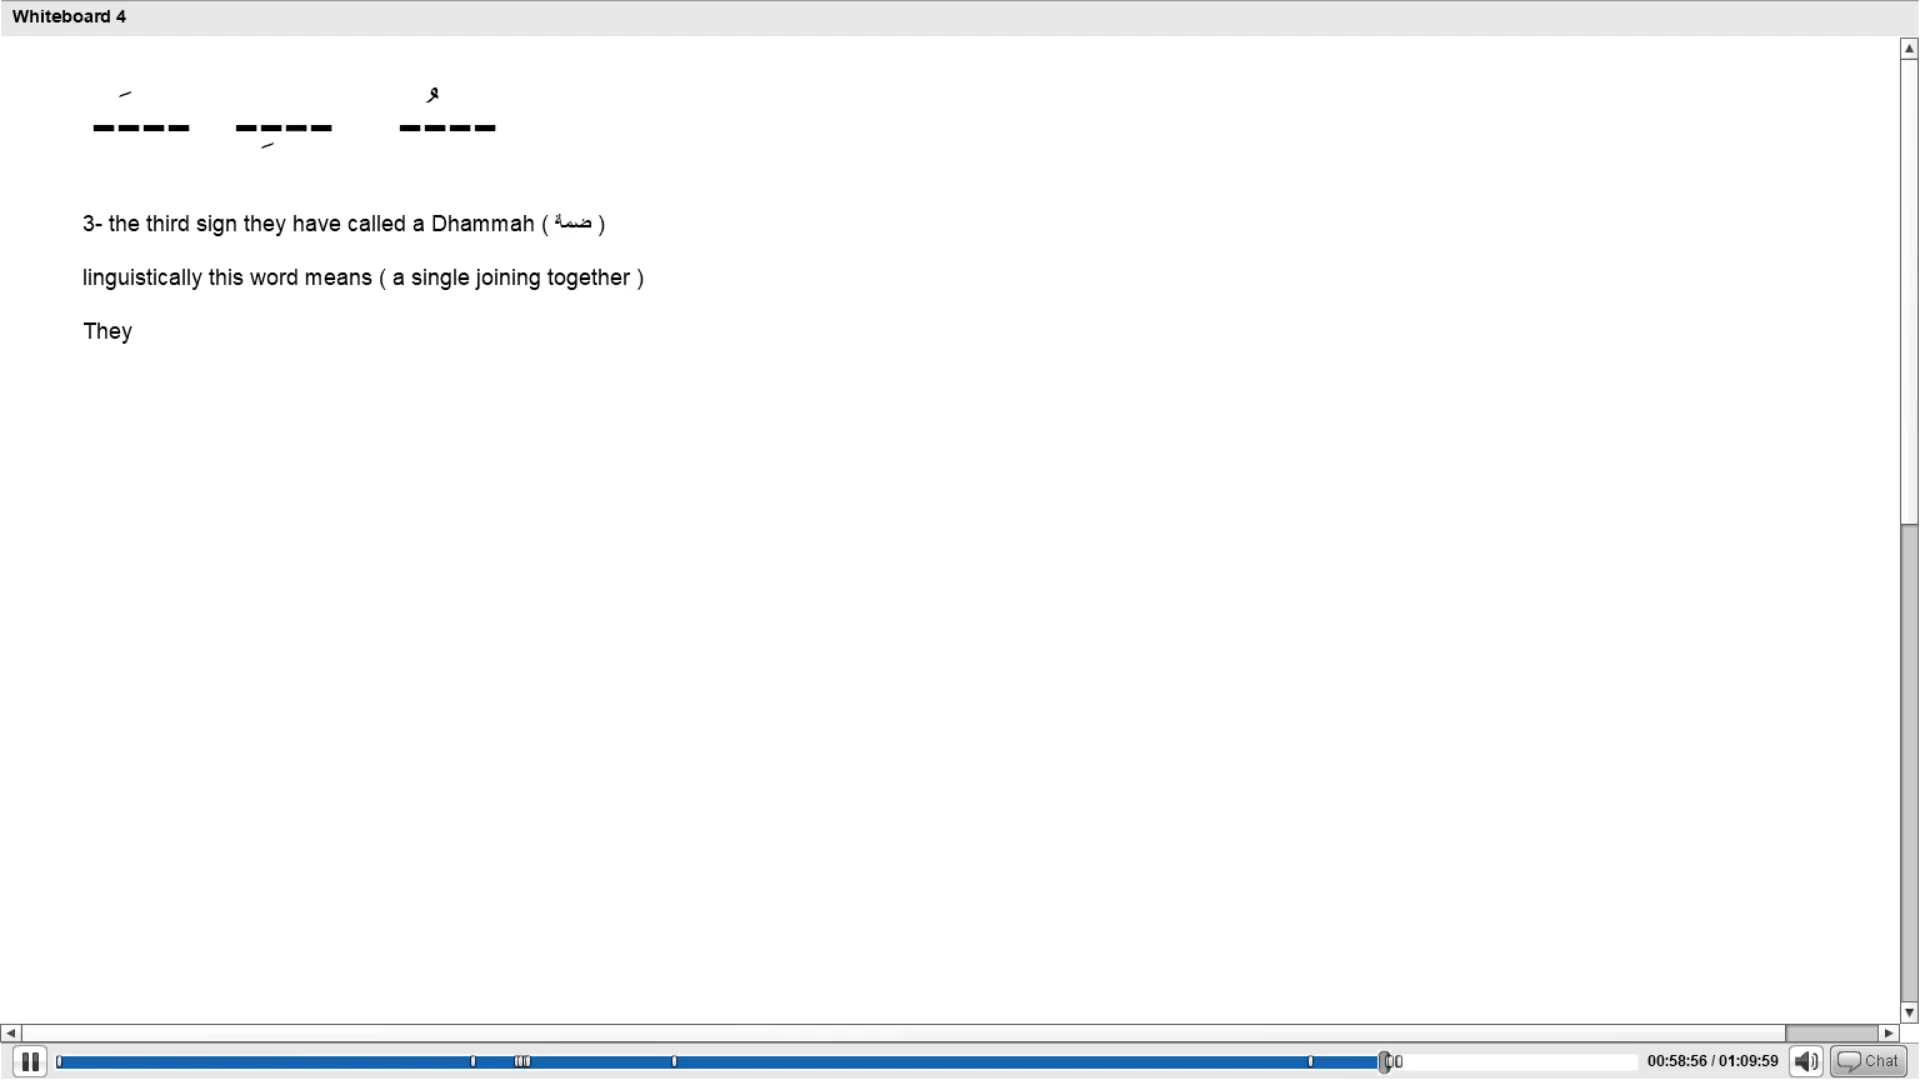 Whiteboard 4
َ ِ ُ
---- ---- ----
3- the third sign they have called a Dhammah ( ضمة )
linguistically this word means ( a single joining together )
They
00:58:56 / 01:09:59
Chat